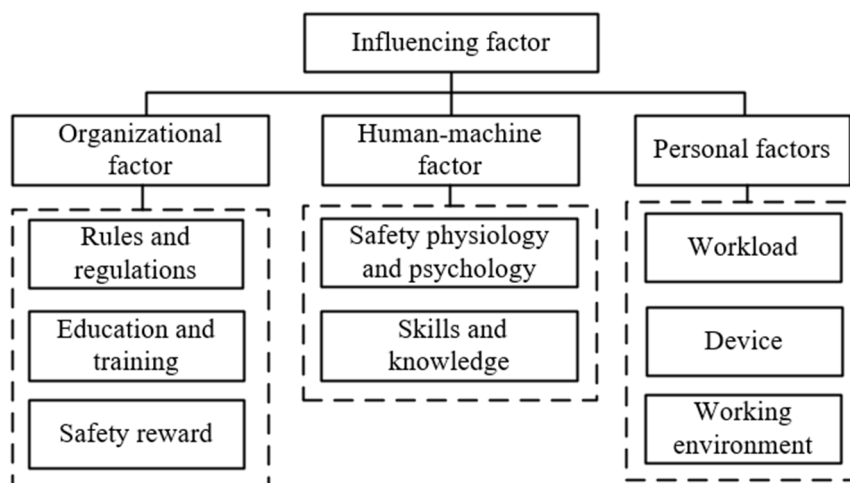 Influencing factor
Organizational
factor
Human-machine
factor
Personal factors
Rules and
regulations
Education and
training
Safety reward
Safety physiology
and psychology
Skills and
knowledge
Workload
Device
Working
environment